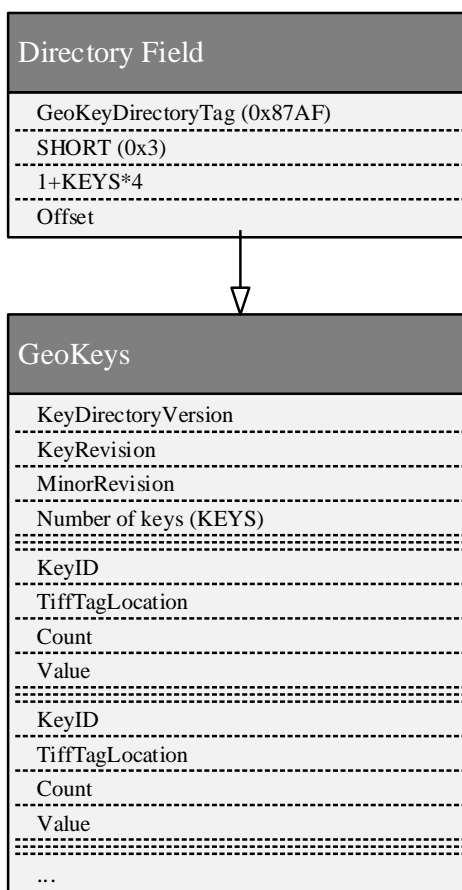 Directory Field
GeoKeyDirectoryTag (0x87AF)
SHORT (0x3)
1+KEYS*4
Offset
GeoKeys
KeyDirectoryVersion
KeyRevision
MinorRevision
Number of keys (KEYS)
KeyID
TiffTagLocation
Count
Value
KeyID
TiffTagLocation
Count
Value
...